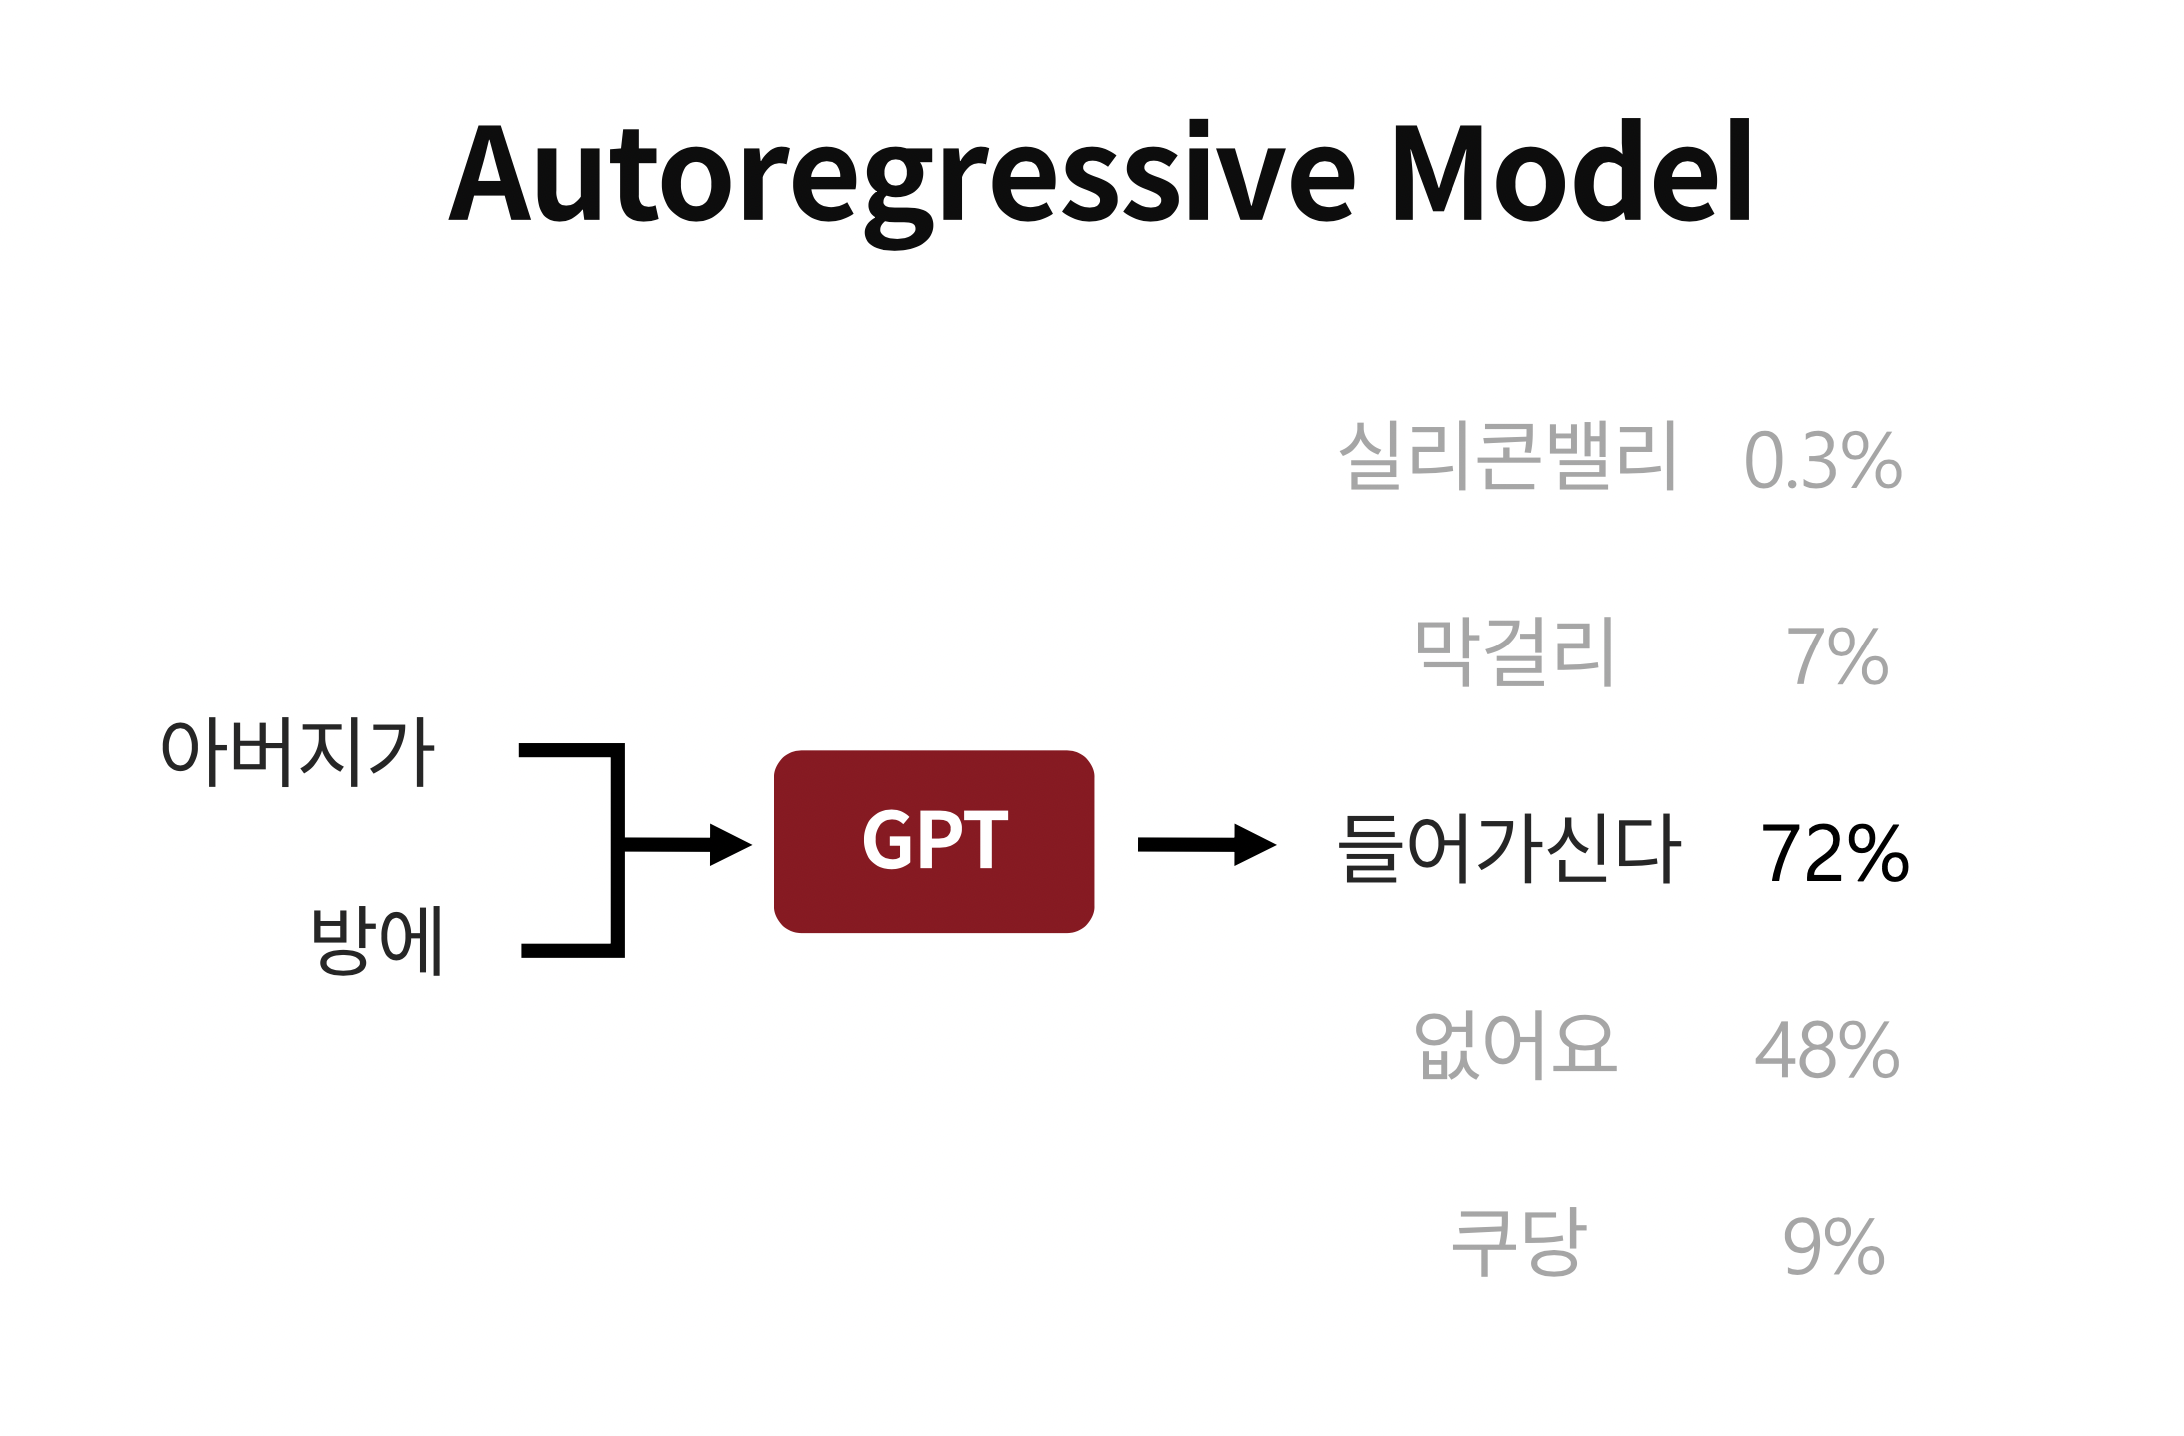 Autoregressive Model
아버지가
방에
GPT
실리콘밸리 0.3%
막걸리 7%
들어가신다 72%
없어요 48%
쿠당 9%